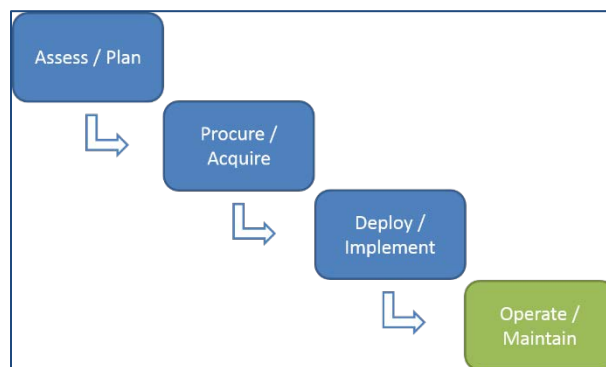 Assess / Plan
Procure /
Acquire
Deploy /
Implement
Operate /
Maintain